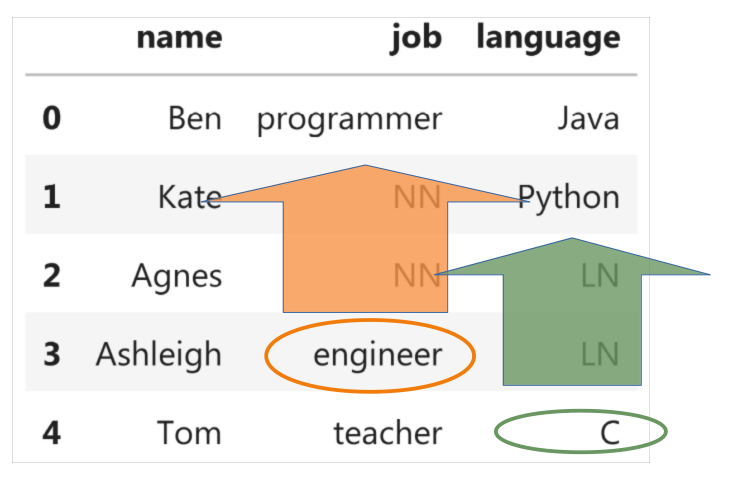 name job language
0 Ben programmer Java
1 Kate NN Python
2 Agnes NN LN
3 Ashleigh engineer LN
4 Tom teacher C